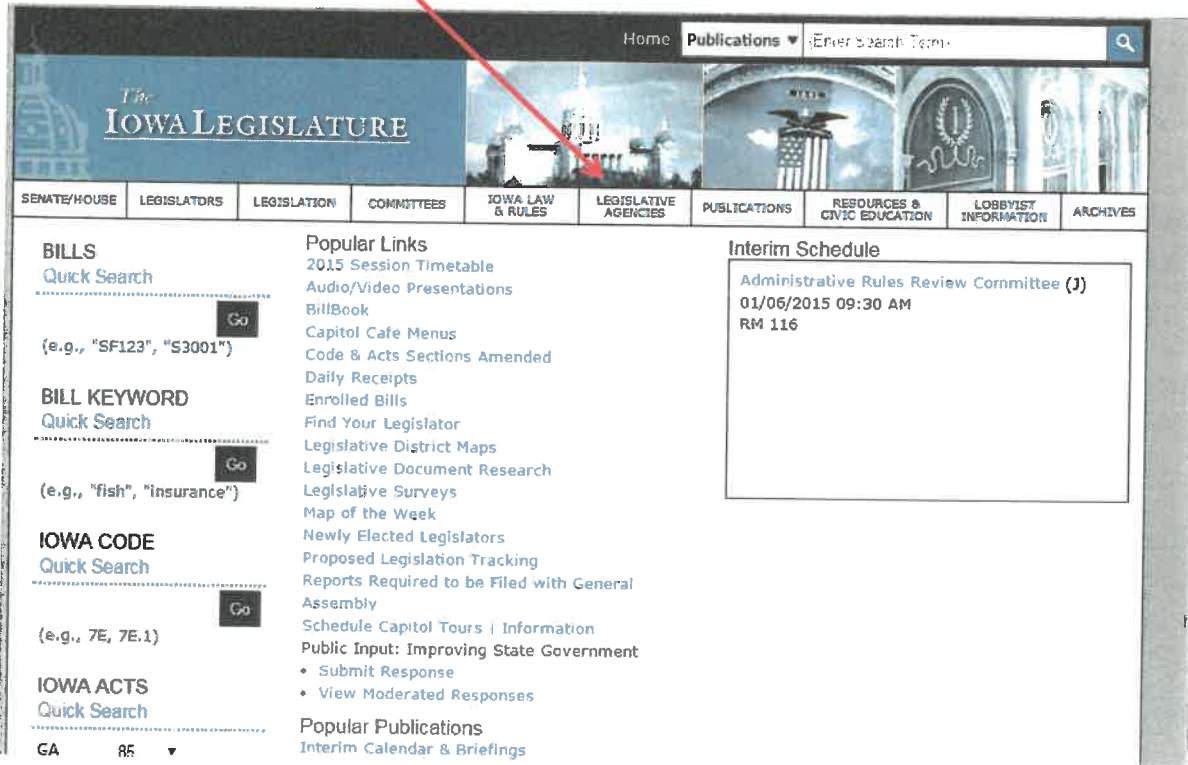 Home Publications ▼ (Enter Search Term)
The
IOWA LEGISLATURE
SENATE/HOUSE LEGISLATORS LEGISLATION COMMITTEES IOWA LAW & RULES LEGISLATIVE AGENCIES PUBLICATIONS RESOURCES & CIVIC EDUCATION LOBBYIST INFORMATION ARCHIVES
BILLS
Quick Search
Go
(e.g., "SF123", "S3001")
BILL KEYWORD
Quick Search
Go
(e.g., "fish", "insurance")
IOWA CODE
Quick Search
Go
(e.g., 7E, 7E.1)
IOWA ACTS
Quick Search
GA 85 ▼
Popular Links
2015 Session Timetable
Audio/Video Presentations
BillBook
Capitol Cafe Menus
Code & Acts Sections Amended
Daily Receipts
Enrolled Bills
Find Your Legislator
Legislative District Maps
Legislative Document Research
Legislative Surveys
Map of the Week
Newly Elected Legislators
Proposed Legislation Tracking
Reports Required to be Filed with General
Assembly
Schedule Capitol Tours | Information
Public Input: Improving State Government
• Submit Response
• View Moderated Responses
Popular Publications
Interim Calendar & Briefings
Interim Schedule
Administrative Rules Review Committee (J)
01/06/2015 09:30 AM
RM 116